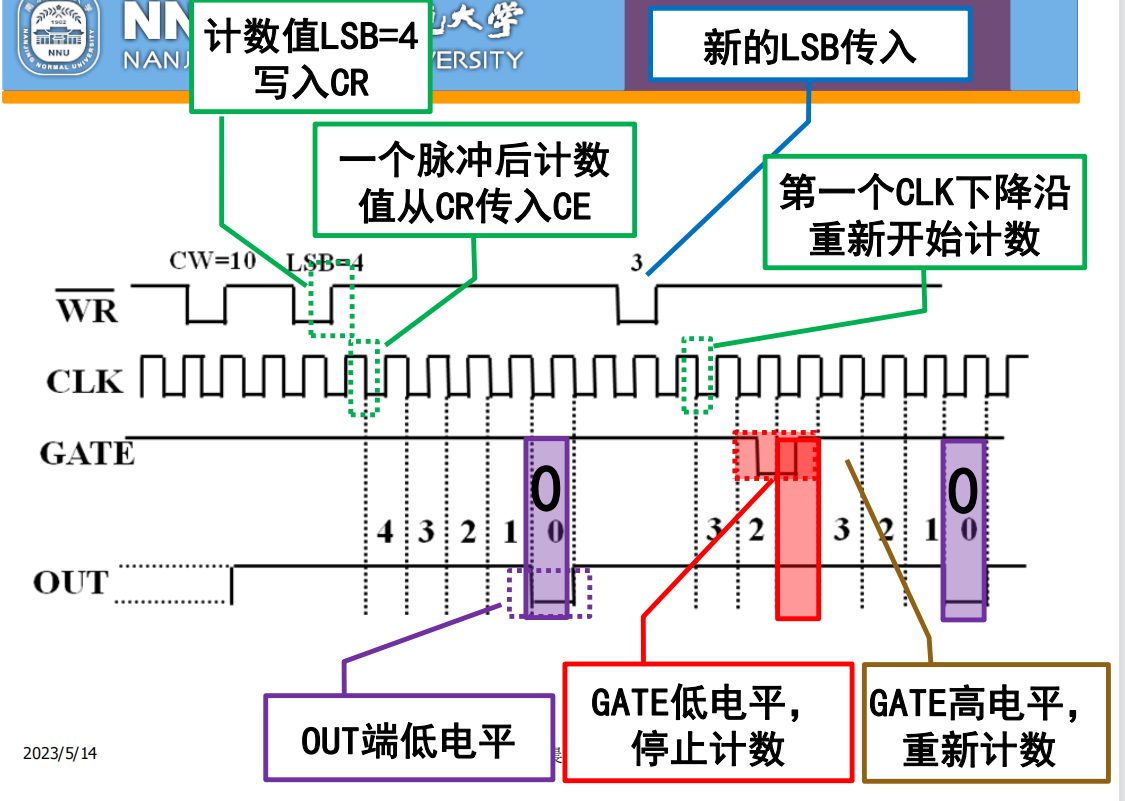 NN
大学
NANJ
VERSITY
1902
NNU
NANJING NORMAL UNIVERSITY
计数值LSB=4
写入CR
新的LSB传入
一个脉冲后计数
值从CR传入CE
第一个CLK下降沿
重新开始计数
CW=10 LSB=4 3
WR
CLK
GATE
0 0
4 3 2 1 0 3 2 3 2 1 0
OUT
OUT端低电平
GATE低电平，
停止计数
GATE高电平，
重新计数
2023/5/14